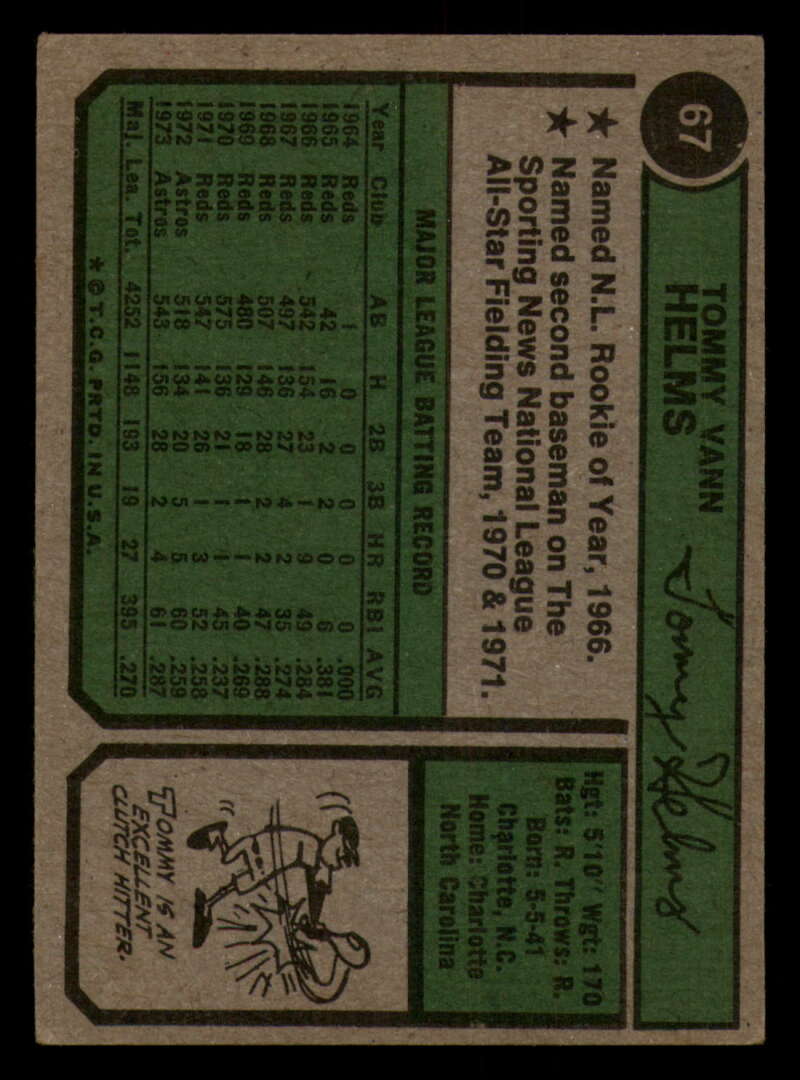 67
TOMMY VANN
HELMS
Tommy Helms
★ Named N.L. Rookie of Year, 1966.
★ Named second baseman on The
Sporting News National League
All-Star Fielding Team, 1970 & 1971.
MAJOR LEAGUE BATTING RECORD
Year Club AB H 2B 3B HR RBI AVG
1964 Reds 1 0 0 0 0 0 .000
1965 Reds 42 16 2 2 0 6 .381
1966 Reds 542 154 23 1 9 49 .284
1967 Reds 497 136 27 4 2 35 .274
1968 Reds 507 146 28 2 2 47 .288
1969 Reds 480 129 18 1 1 40 .269
1970 Reds 575 136 21 1 1 45 .237
1971 Reds 547 141 26 1 3 52 .258
1972 Astros 518 134 20 5 5 60 .259
1973 Astros 543 156 28 2 4 61 .287
Maj. Lea. Tot. 4252 1148 193 19 27 395 .270
* © T.C.G. PRTD. IN U.S.A.
Hgt: 5'10" Wgt: 170
Bats: R. Throws: R.
Born: 5-5-41
Charlotte, N.C.
Home: Charlotte
North Carolina
TOMMY IS AN
EXCELLENT
CLUTCH HITTER.